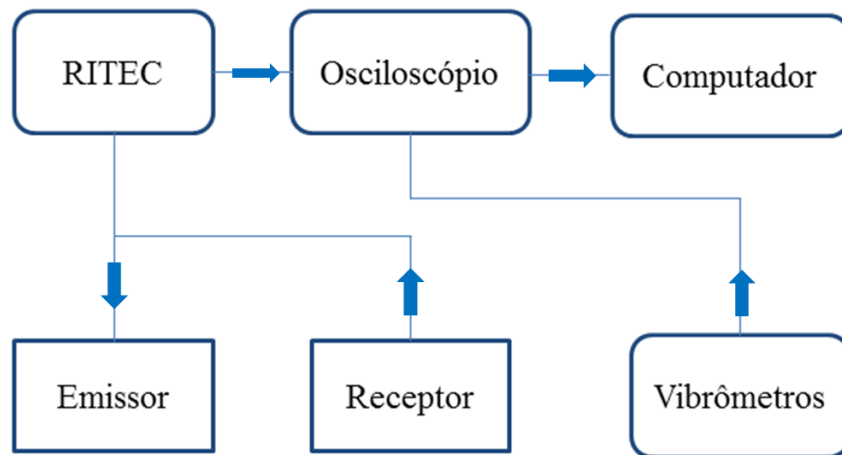 RITEC
Osciloscópio
Computador
Emissor
Receptor
Vibrômetros